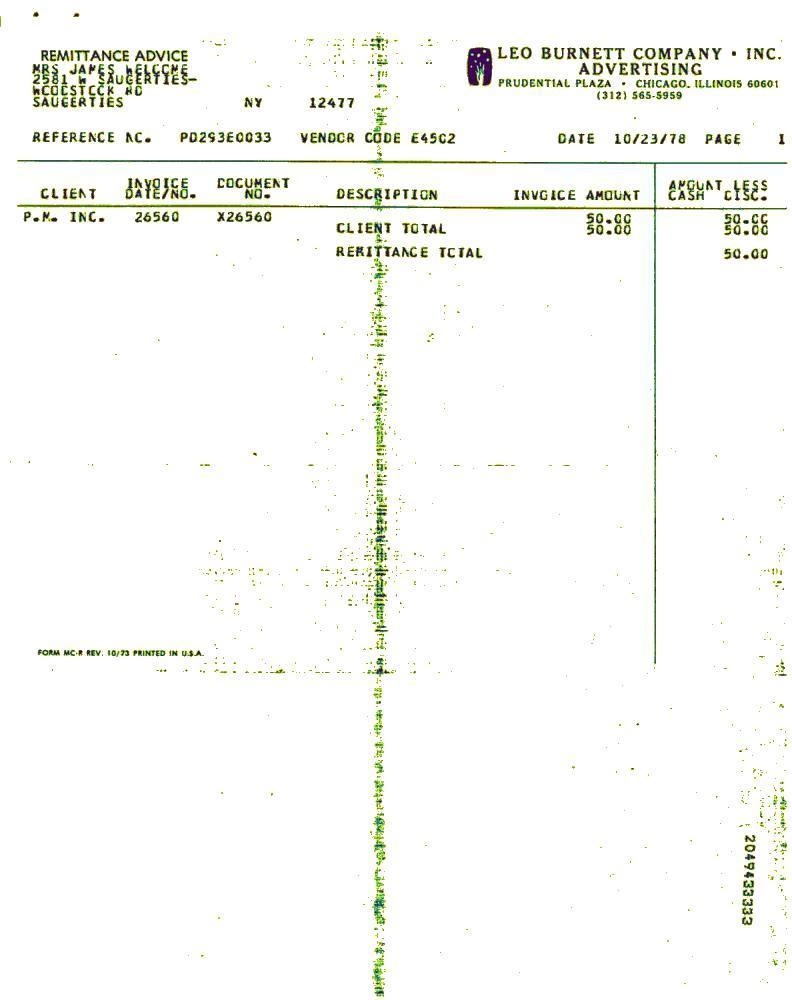 REMITTANCE ADVICE
MRS JAMES WELCOME
2581 W SAUGERTIES-
WOODSTOCK RD
SAUGERTIES NY 12477
LEO BURNETT COMPANY • INC.
ADVERTISING
PRUDENTIAL PLAZA • CHICAGO, ILLINOIS 60601
(312) 565-5959
REFERENCE NO. PD293E0033 VENDOR CODE E4502 DATE 10/23/78 PAGE 1
CLIENT INVOICE DATE/NO. DOCUMENT NO. DESCRIPTION INVOICE AMOUNT AMOUNT LESS CASH DISC.
P.M. INC. 26560 X26560 50.00 50.00
CLIENT TOTAL 50.00 50.00
REMITTANCE TOTAL 50.00
FORM MC-R REV. 10/73 PRINTED IN U.S.A.
2049433333